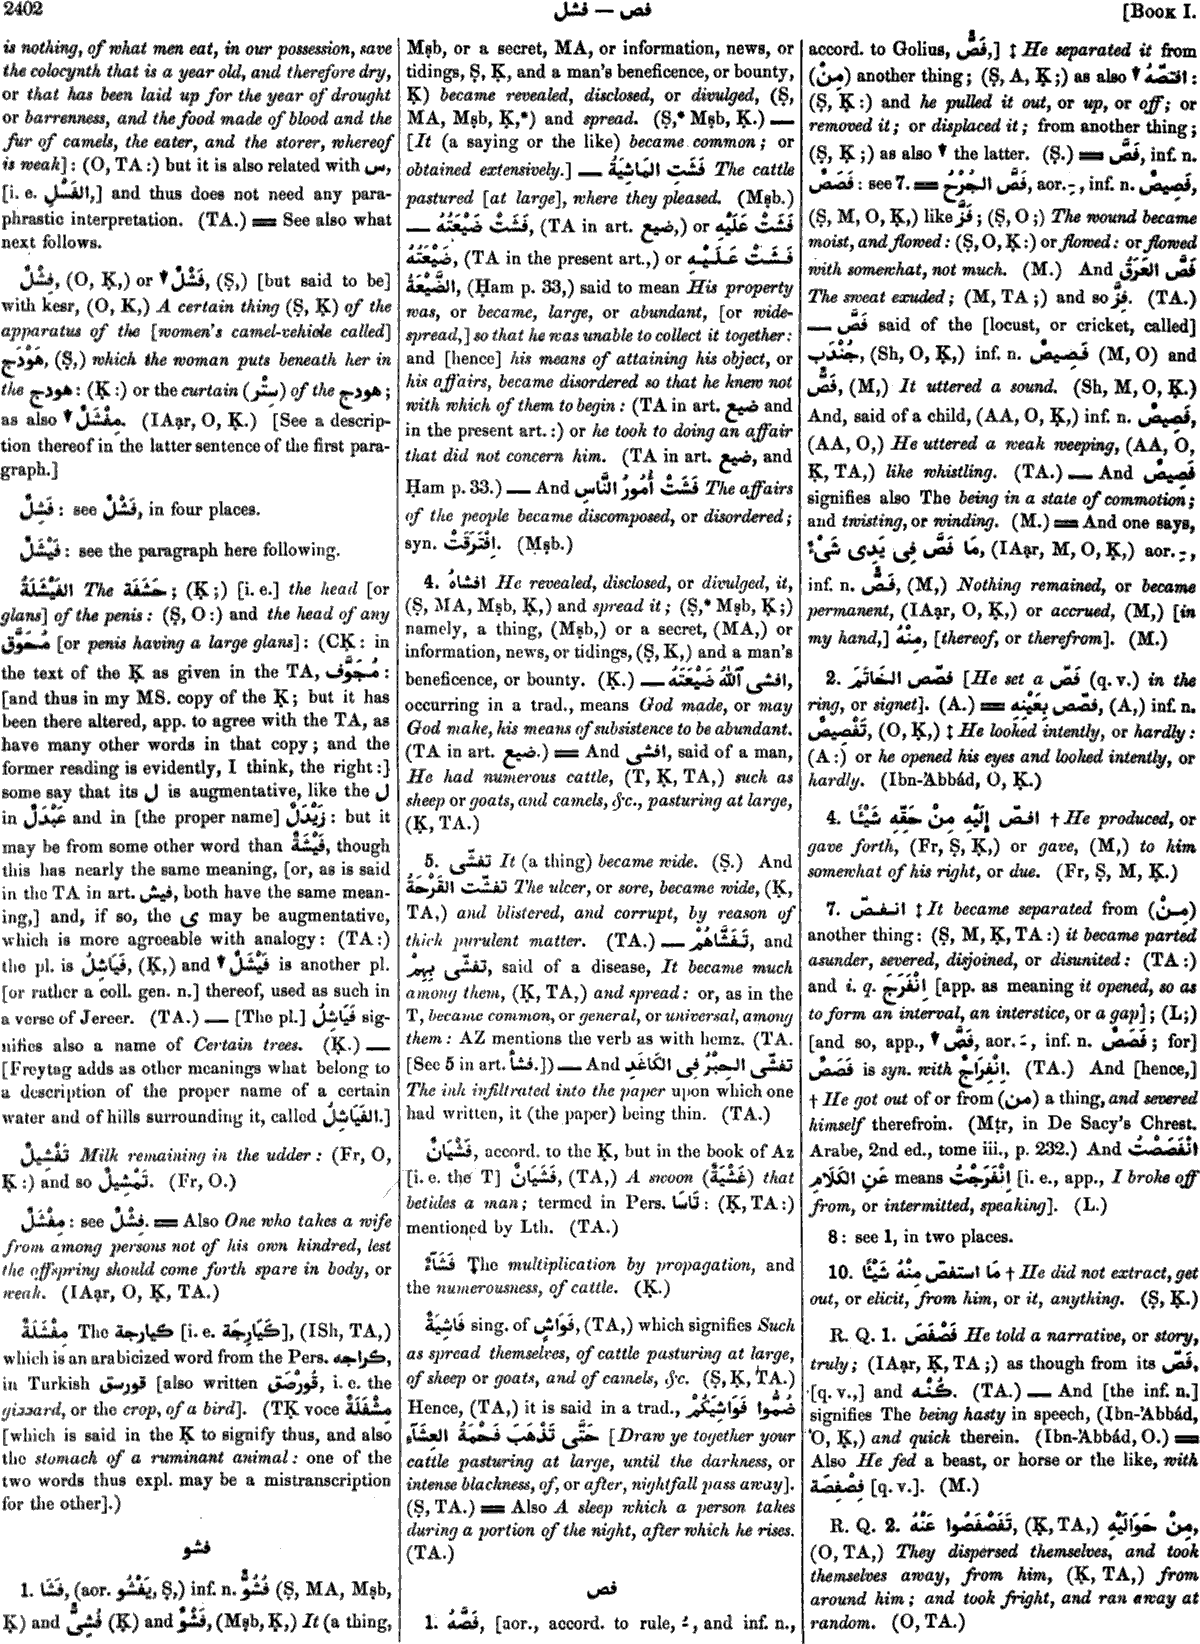 2402
فص — فشل
[Book I.
is nothing, of what men eat, in our possession, save
the colocynth that is a year old, and therefore dry,
or that has been laid up for the year of drought
or barrenness, and the food made of blood and the
fur of camels, the eater, and the storer, whereof
is weak]: (O, TA:) but it is also related with س,
[i. e. الفَسْلِ,] and thus does not need any para-
phrastic interpretation. (TA.) ═ See also what
next follows.
فِشْلٌ, (O, Ḳ,) or ▾ فَشْلٌ, (Ṣ,) [but said to be]
with kesr, (O, K,) A certain thing (Ṣ, Ḳ) of the
apparatus of the [women's camel-vehicle called]
هَوْدَج, (Ṣ,) which the woman puts beneath her in
the هودج: (Ḳ:) or the curtain (سِتْر) of the هودج;
as also ▾ مِفْشَلٌ. (IAạr, O, Ḳ.) [See a descrip-
tion thereof in the latter sentence of the first para-
graph.]
فَشِلٌ: see فَشْلٌ, in four places.
فَيْشَلٌ: see the paragraph here following.
الفَيْشَلَةُ The حَشَفَة; (Ḳ;) [i. e.] the head [or
glans] of the penis: (Ṣ, O:) and the head of any
مُحَوَّق [or penis having a large glans]: (CḲ: in
the text of the Ḳ as given in the TA, مُجَوَّف:
[and thus in my MS. copy of the Ḳ; but it has
been there altered, app. to agree with the TA, as
have many other words in that copy; and the
former reading is evidently, I think, the right:]
some say that its ل is augmentative, like the ل
in عَبْدَلٌ and in [the proper name] زَيْدَلٌ: but it
may be from some other word than فَيْشَةٌ, though
this has nearly the same meaning, [or, as is said
in the TA in art. فيش, both have the same mean-
ing,] and, if so, the ى may be augmentative,
which is more agreeable with analogy: (TA:)
the pl. is فَيَاشِلُ, (Ḳ,) and ▾ فَيْشَلٌ is another pl.
[or rather a coll. gen. n.] thereof, used as such in
a verse of Jereer. (TA.) — [The pl.] فَيَاشِلُ sig-
nifies also a name of Certain trees. (Ḳ.) —
[Freytag adds as other meanings what belong to
a description of the proper name of a certain
water and of hills surrounding it, called الفَيَاشِلُ.]
تَفْشِيلٌ Milk remaining in the udder: (Fr, O,
Ḳ:) and so تَمْشِيلٌ. (Fr, O.)
مِفْشَلٌ: see فِشْلٌ. ═ Also One who takes a wife
from among persons not of his own kindred, lest
the offspring should come forth spare in body, or
weak. (IAạr, O, Ḳ, TA.)
مِفْشَلَةٌ The كبارجة [i. e. كَبَارِجَة], (ISh, TA,)
which is an arabicized word from the Pers. كراجه,
in Turkish قورسق [also written قُورْصَق, i. e. the
gizzard, or the crop, of a bird]. (TḲ voce مِشْفَلَةٌ
[which is said in the Ḳ to signify thus, and also
the stomach of a ruminant animal: one of the
two words thus expl. may be a mistranscription
for the other].)
فشو
1. فَشَا, (aor. يَفْشُو, Ṣ,) inf. n. فُشُوٌّ (Ṣ, MA, Mṣb,
Ḳ) and فُشِىٌّ (Ḳ) and فَشْوٌ, (Mṣb, Ḳ,) It (a thing,
Mṣb, or a secret, MA, or information, news, or
tidings, Ṣ, Ḳ, and a man's beneficence, or bounty,
Ḳ) became revealed, disclosed, or divulged, (Ṣ,
MA, Mṣb, Ḳ,*) and spread. (Ṣ,* Mṣb, Ḳ.) —
[It (a saying or the like) became common; or
obtained extensively.] — فَشَتِ المَاشِيَةُ The cattle
pastured [at large], where they pleased. (Mṣb.)
— فَشَتْ ضَيْعَتُهُ, (TA in art. ضيع,) or فَشَتْ عَلَيْهِ
ضَيْعَتُهُ, (TA in the present art.,) or فَشَتْ عَلَيْهِ
الضَّيْعَةُ, (Ḥam p. 33,) said to mean His property
was, or became, large, or abundant, [or wide-
spread,] so that he was unable to collect it together:
and [hence] his means of attaining his object, or
his affairs, became disordered so that he knew not
with which of them to begin: (TA in art. ضيع and
in the present art.:) or he took to doing an affair
that did not concern him. (TA in art. ضيع, and
Ḥam p. 33.) — And فَشَتْ أُمُورُ النَّاسِ The affairs
of the people became discomposed, or disordered;
syn. اِفْتَرَقَتْ. (Mṣb.)
4. افشاهُ He revealed, disclosed, or divulged, it,
(Ṣ, MA, Mṣb, Ḳ,) and spread it; (Ṣ,* Mṣb, Ḳ;)
namely, a thing, (Mṣb,) or a secret, (MA,) or
information, news, or tidings, (Ṣ, K,) and a man's
beneficence, or bounty. (Ḳ.) — افشى ٱللّٰهُ ضَيْعَتَهُ,
occurring in a trad., means God made, or may
God make, his means of subsistence to be abundant.
(TA in art. ضيع.) ═ And افشى, said of a man,
He had numerous cattle, (T, Ḳ, TA,) such as
sheep or goats, and camels, &c., pasturing at large,
(Ḳ, TA.)
5. تفشّى It (a thing) became wide. (Ṣ.) And
تفشّت القَرْحَةُ The ulcer, or sore, became wide, (Ḳ,
TA,) and blistered, and corrupt, by reason of
thick purulent matter. (TA.) — تَفَشَّاهُمْ, and
تفشّى بِهِمْ, said of a disease, It became much
among them, (Ḳ, TA,) and spread: or, as in the
T, became common, or general, or universal, among
them: AZ mentions the verb as with hemz. (TA.
[See 5 in art. فشأ.]) — And تفشّى الحِبْرُ فِى الكَاغَدِ
The ink infiltrated into the paper upon which one
had written, it (the paper) being thin. (TA.)
فَشْيَانٌ, accord. to the Ḳ, but in the book of Az
[i. e. the T] فَشَيَانٌ, (TA,) A swoon (غَشْيَةٌ) that
betides a man; termed in Pers. تَاسَا: (Ḳ, TA:)
mentioned by Lth. (TA.)
فَشَآءٌ The multiplication by propagation, and
the numerousness, of cattle. (Ḳ.)
فَاشِيَةٌ sing. of فَوَاشٍ, (TA,) which signifies Such
as spread themselves, of cattle pasturing at large,
of sheep or goats, and of camels, &c. (Ṣ, Ḳ, TA.)
Hence, (TA,) it is said in a trad., ضُمُّوا فَوَاشِيَكُمْ
حَتَّى تَذْهَبَ فَحْمَةُ العِشَآءِ [Draw ye together your
cattle pasturing at large, until the darkness, or
intense blackness, of, or after, nightfall pass away].
(Ṣ, TA.) ═ Also A sleep which a person takes
during a portion of the night, after which he rises.
(TA.)
فص
1. فَصَّهُ, [aor., accord. to rule, ـُ, and inf. n.,
accord. to Golius, فَصٌّ,] ‡ He separated it from
(مِنْ) another thing; (Ṣ, A, Ḳ;) as also ▾ افتصّهُ:
(Ṣ, Ḳ:) and he pulled it out, or up, or off; or
removed it; or displaced it; from another thing;
(Ṣ, Ḳ;) as also ▾ the latter. (Ṣ.) ═ فَصَّ, inf. n.
فَصَصٌ: see 7. ═ فَصَّ الجُرْحُ, aor. ـِ, inf. n. فَصِيصٌ,
(Ṣ, M, O, Ḳ,) like فَزَّ; (Ṣ, O;) The wound became
moist, and flowed: (Ṣ, O, Ḳ:) or flowed: or flowed
with somewhat, not much. (M.) And فَصَّ العَرَقُ
The sweat exuded; (M, TA;) and so فَزَّ. (TA.)
— فَصَّ said of the [locust, or cricket, called]
جُنْدَب, (Sh, O, Ḳ,) inf. n. فَصِيصٌ (M, O) and
فَصٌّ, (M,) It uttered a sound. (Sh, M, O, Ḳ.)
And, said of a child, (AA, O, Ḳ,) inf. n. فَصِيصٌ,
(AA, O,) He uttered a weak weeping, (AA, O,
Ḳ, TA,) like whistling. (TA.) — And فَصِيصٌ
signifies also The being in a state of commotion;
and twisting, or winding. (M.) ═ And one says,
مَا فَصَّ فِى يَدِى شَىْءٌ, (IAạr, M, O, Ḳ,) aor. ـِ,
inf. n. فَصٌّ, (M,) Nothing remained, or became
permanent, (IAạr, O, Ḳ,) or accrued, (M,) [in
my hand,] مِنْهُ, [thereof, or therefrom]. (M.)
2. فصّص الخَاتَمَ [He set a فَصّ (q. v.) in the
ring, or signet]. (A.) ═ فصّص بِعَيْنِهِ, (A,) inf. n.
تَفْصِيصٌ, (O, Ḳ,) ‡ He looked intently, or hardly:
(A:) or he opened his eyes and looked intently, or
hardly. (Ibn-'Abbád, O, Ḳ.)
4. افصّ إِلَيْهِ مِنْ حَقِّهِ شَيْئًا † He produced, or
gave forth, (Fr, Ṣ, Ḳ,) or gave, (M,) to him
somewhat of his right, or due. (Fr, Ṣ, M, Ḳ.)
7. انفصّ ‡ It became separated from (مِنْ)
another thing: (Ṣ, M, Ḳ, TA:) it became parted
asunder, severed, disjoined, or disunited: (TA:)
and i. q. اِنْفَرَجَ [app. as meaning it opened, so as
to form an interval, an interstice, or a gap]; (L;)
[and so, app., ▾ فَصَّ, aor. ـَ, inf. n. فَصَصٌ; for]
فَصَصٌ is syn. with اِنْفِرَاجٌ. (TA.) And [hence,]
† He got out of or from (من) a thing, and severed
himself therefrom. (Mṭr, in De Sacy's Chrest.
Arabe, 2nd ed., tome iii., p. 232.) And اِنْفَصَصْتُ
عَنِ الكَلَامِ means اِنْفَرَجْتُ [i. e., app., I broke off
from, or intermitted, speaking]. (L.)
8: see 1, in two places.
10. مَا استفصّ مِنْهُ شَيْئًا † He did not extract, get
out, or elicit, from him, or it, anything. (Ṣ, Ḳ.)
R. Q. 1. فَصْفَصَ He told a narrative, or story,
truly; (IAạr, Ḳ, TA;) as though from its فَصّ,
[q. v.,] and كُنْه. (TA.) — And [the inf. n.]
signifies The being hasty in speech, (Ibn-'Abbád,
O, Ḳ,) and quick therein. (Ibn-'Abbád, O.) ═
Also He fed a beast, or horse or the like, with
فِصْفِصَة [q. v.]. (M.)
R. Q. 2. تَفَصْفَصُوا عَنْهُ, (Ḳ, TA,) مِنْ حَوَالَيْهِ,
(O, TA,) They dispersed themselves, and took
themselves away, from him, (Ḳ, TA,) from
around him; and took fright, and ran away at
random. (O, TA.)